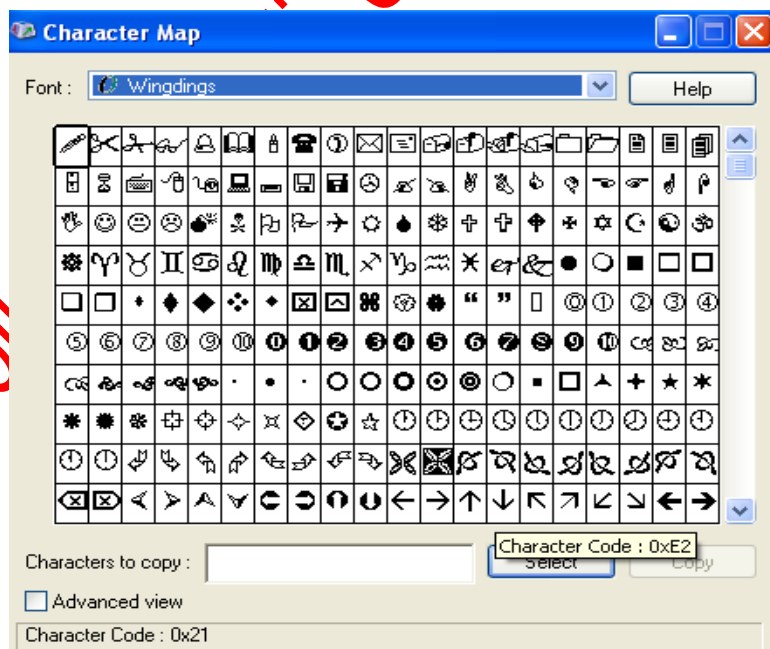 Character Map
Font : Wingdings Help
Character Code : 0xE2
Characters to copy : Select Copy
Advanced view
Character Code : 0x21